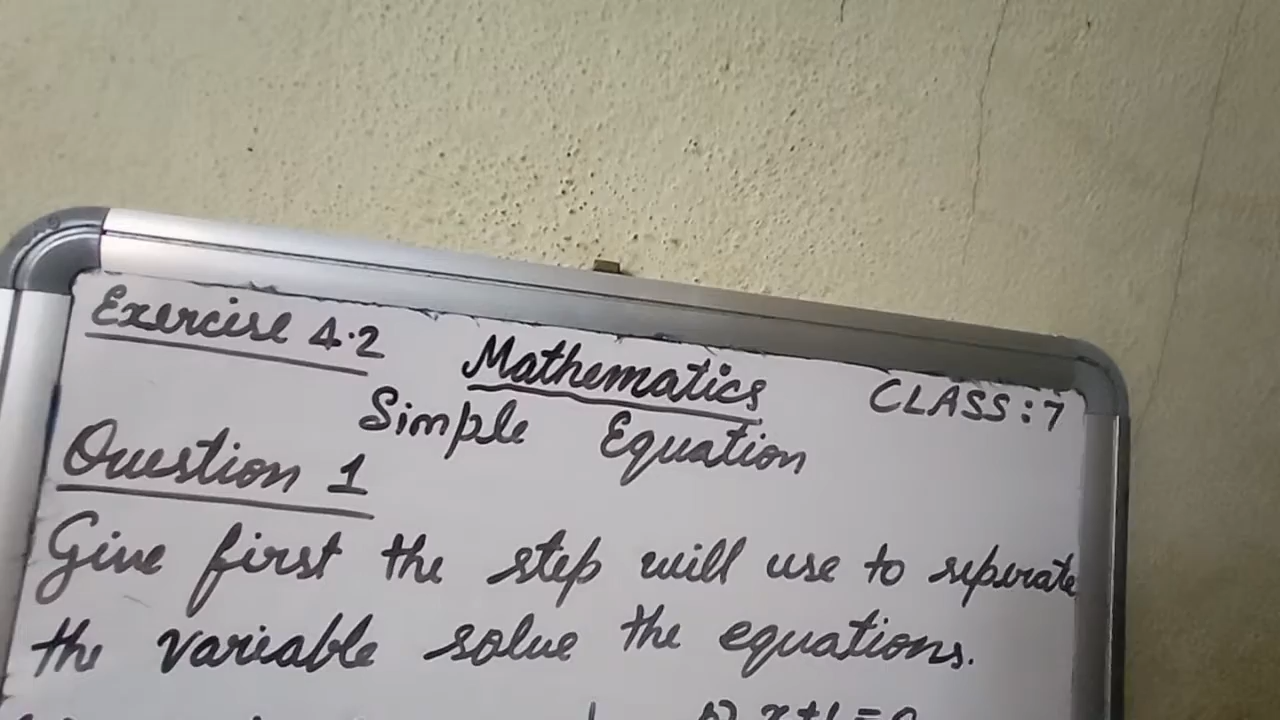 Exercise 4.2
Mathematics
CLASS: 7
Simple Equation
Question 1
Give first the step will use to seperate
the variable solve the equations.